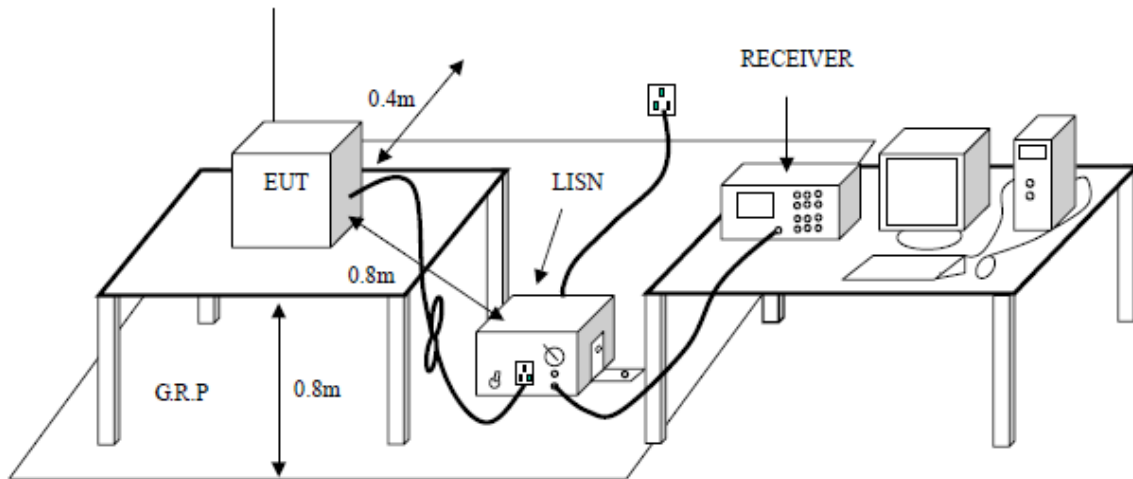 RECEIVER
0.4m
EUT
LISN
0.8m
G.R.P
0.8m